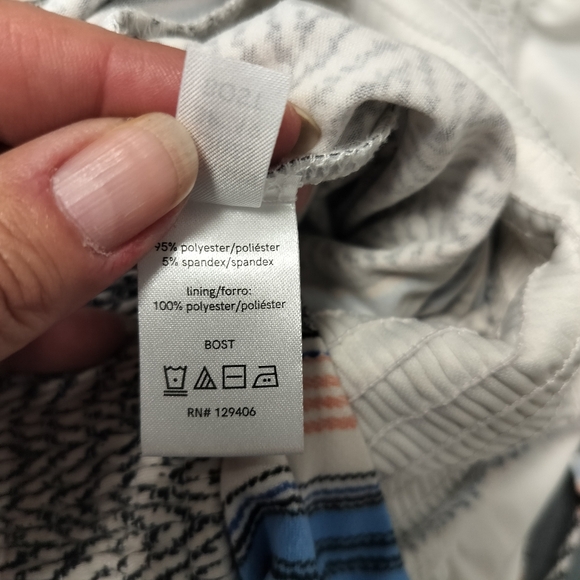 95% polyester/poliéster
5% spandex/spandex
lining/forro:
100% polyester/poliéster
BOST
RN# 129406